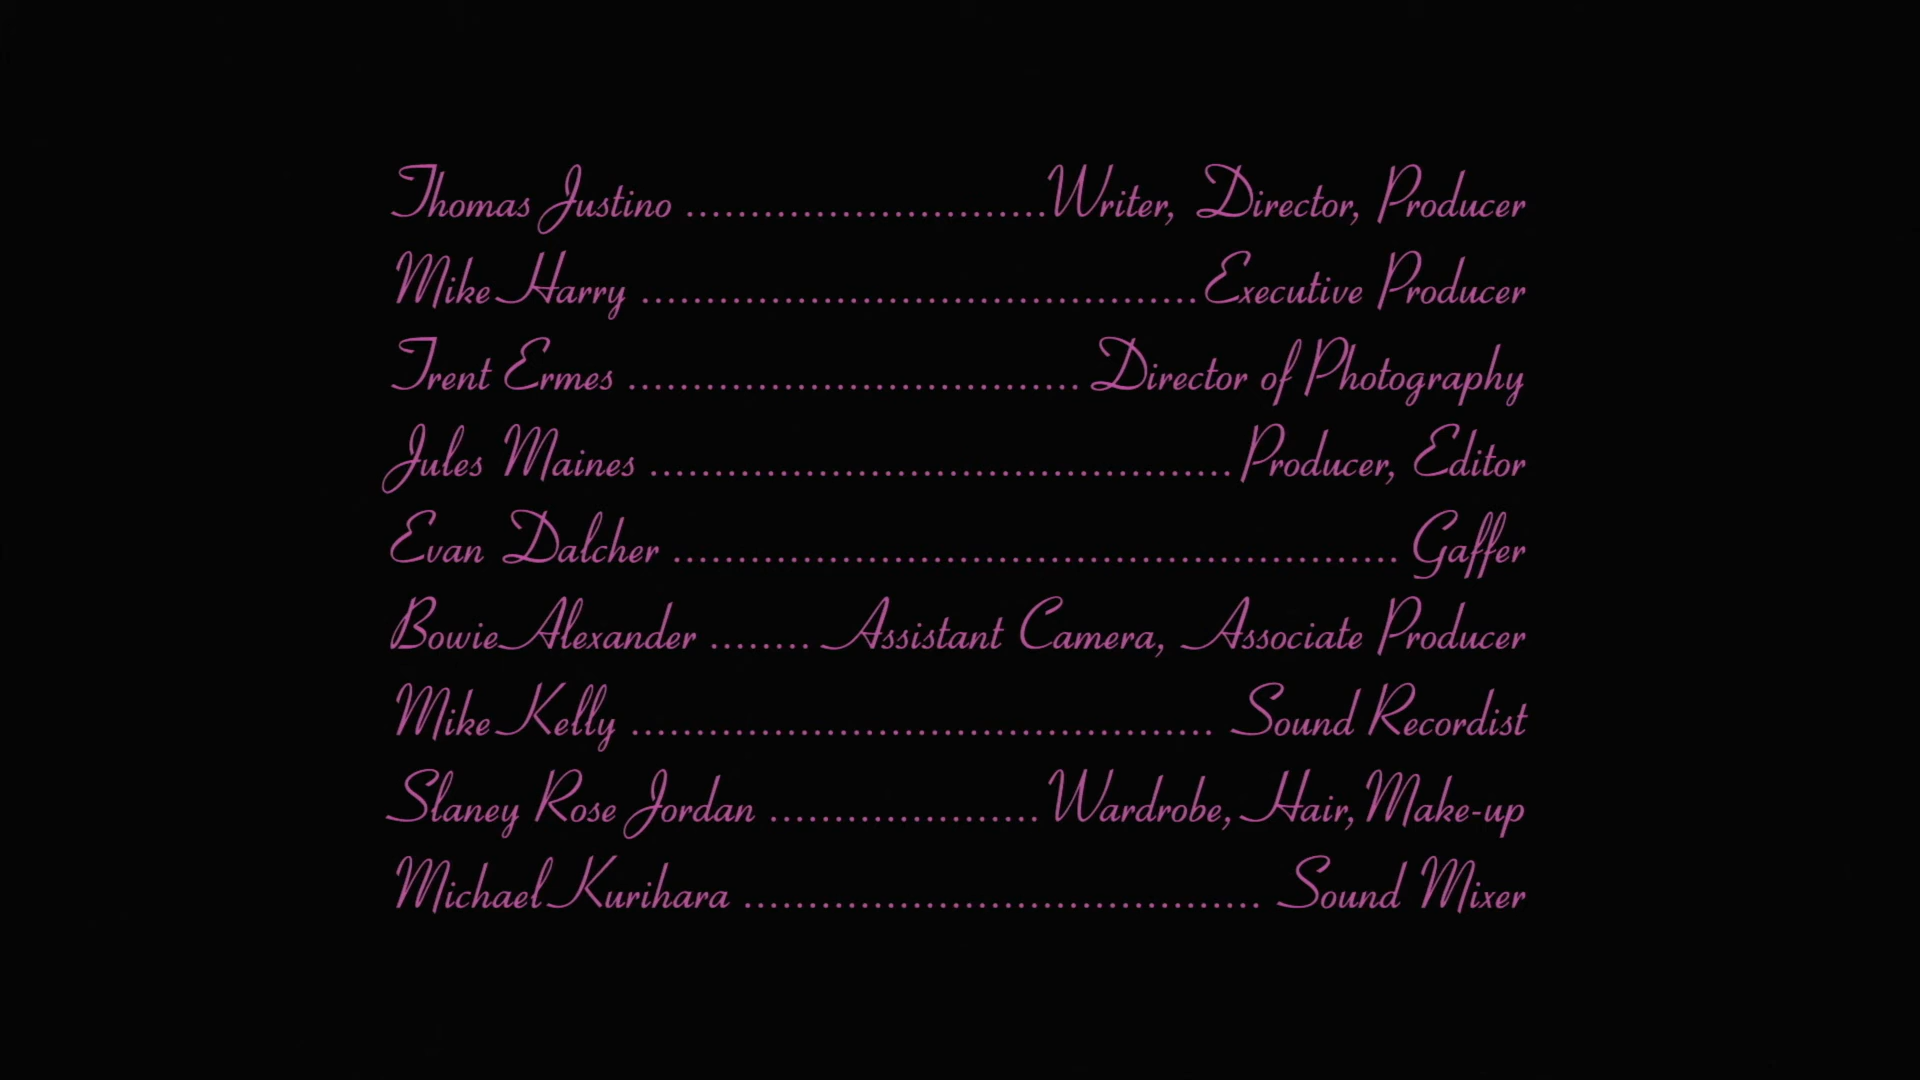 Thomas Justino ............................Writer, Director, Producer
Mike Harry ...........................................Executive Producer
Trent Ermes ................................... Director of Photography
Jules Maines ............................................. Producer, Editor
Evan Dalcher ........................................................ Gaffer
Bowie Alexander ........ Assistant Camera, Associate Producer
Mike Kelly ............................................. Sound Recordist
Slaney Rose Jordan ..................... Wardrobe, Hair, Make-up
Michael Kurihara ........................................ Sound Mixer